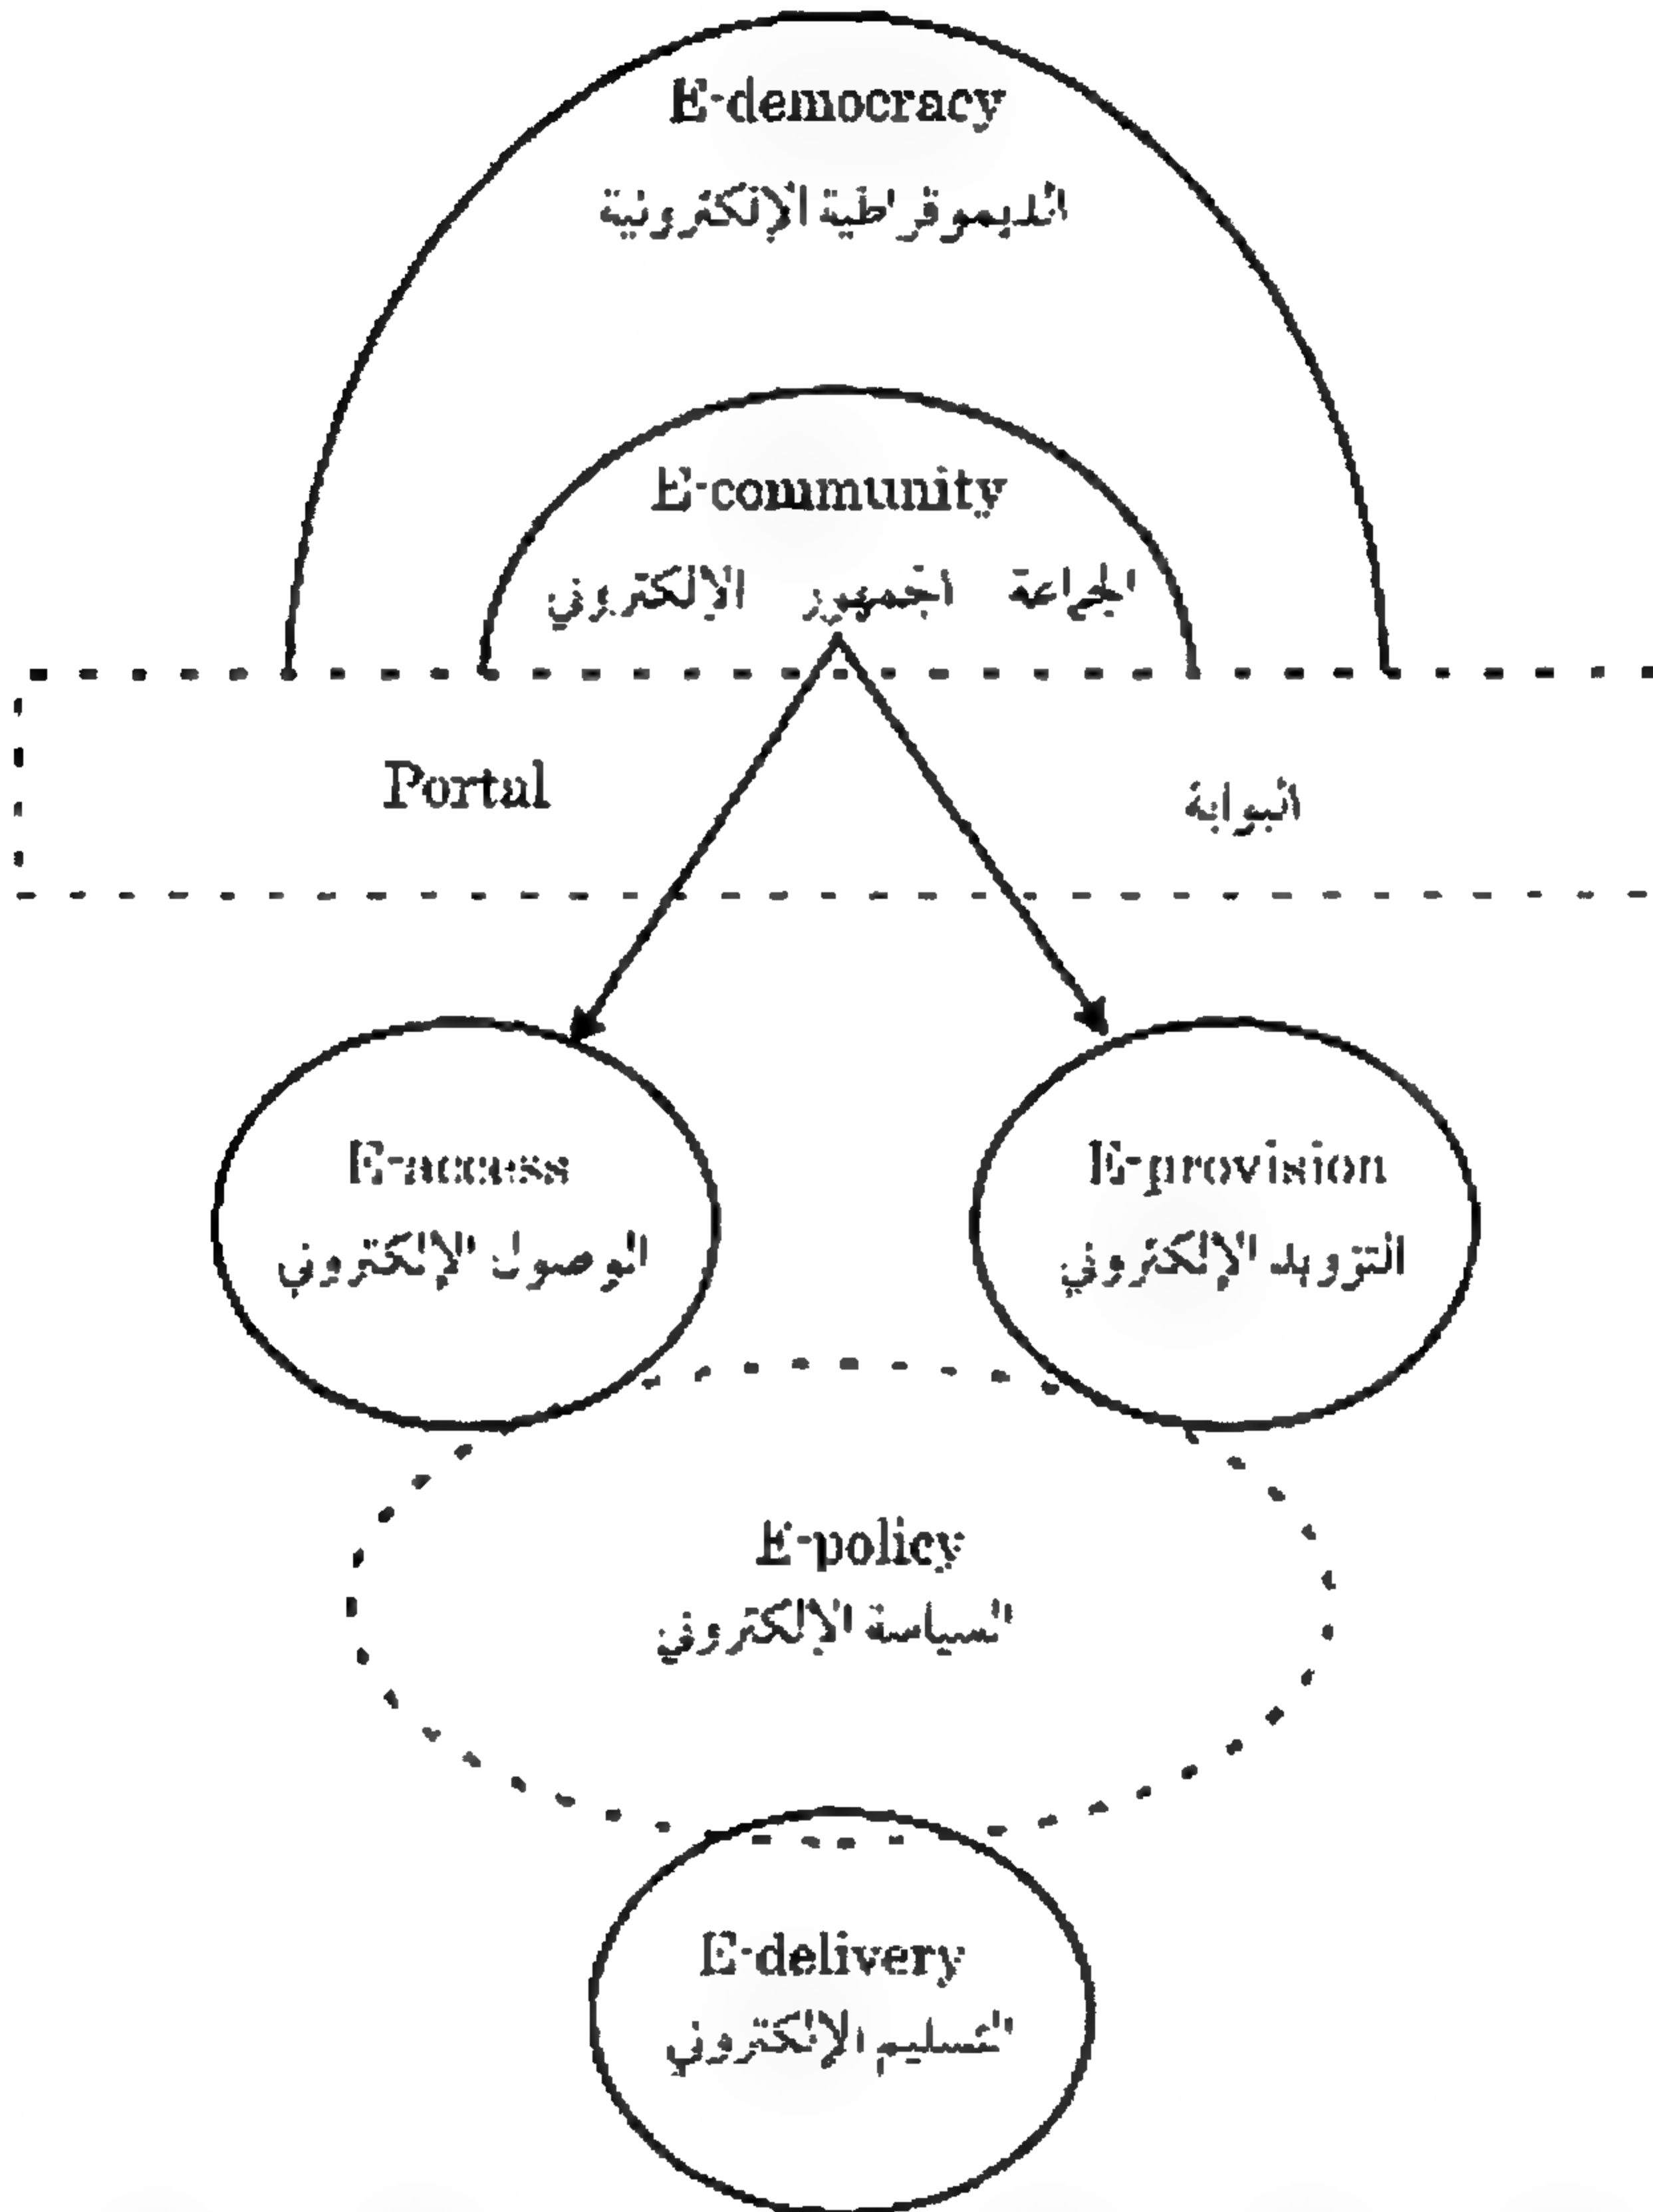 E-democracy
الديموقراطية الإلكترونية
E-community
الجماعة الجمهور الالكتروني
Portal البوابة
E-access
الوصول الإلكتروني
E-provision
التزويد الإلكتروني
E-policy
السياسة الإلكتروني
E-delivery
التسليم الإلكتروني